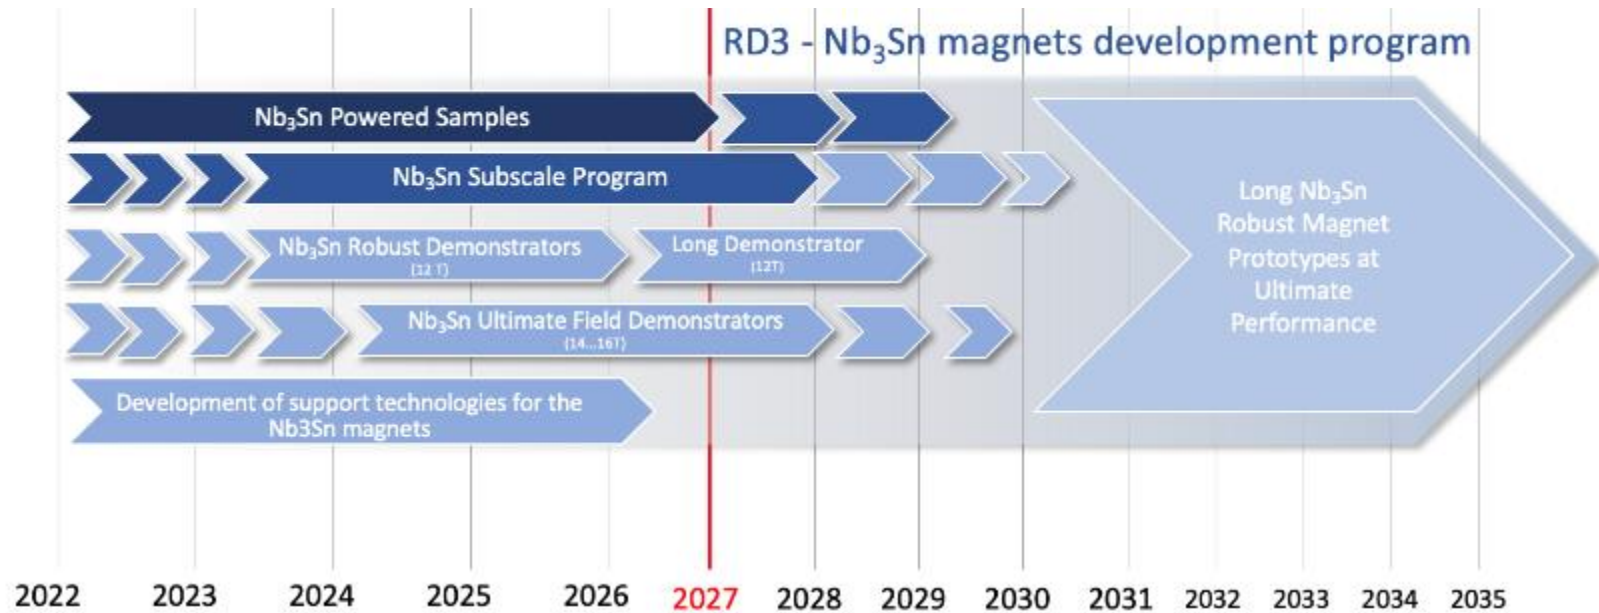 RD3 - Nb₃Sn magnets development program
Nb₃Sn Powered Samples
Nb₃Sn Subscale Program
Nb₃Sn Robust Demonstrators
(12 T)
Long Demonstrator
(12T)
Nb₃Sn Ultimate Field Demonstrators
(14...16T)
Development of support technologies for the
Nb3Sn magnets
Long Nb₃Sn
Robust Magnet
Prototypes at
Ultimate
Performance
2022 2023 2024 2025 2026 2027 2028 2029 2030 2031 2032 2033 2034 2035